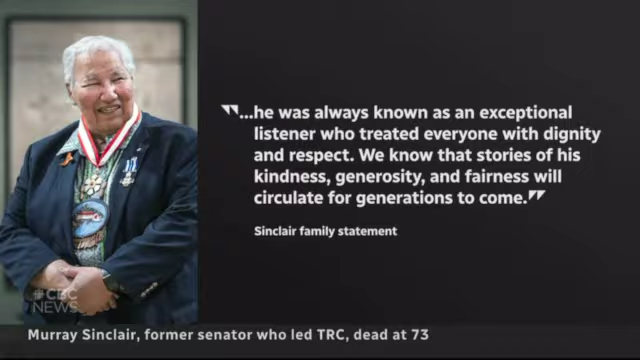 "...he was always known as an exceptional
listener who treated everyone with dignity
and respect. We know that stories of his
kindness, generosity, and fairness will
circulate for generations to come."
Sinclair family statement
CBC
NEWS
Murray Sinclair, former senator who led TRC, dead at 73